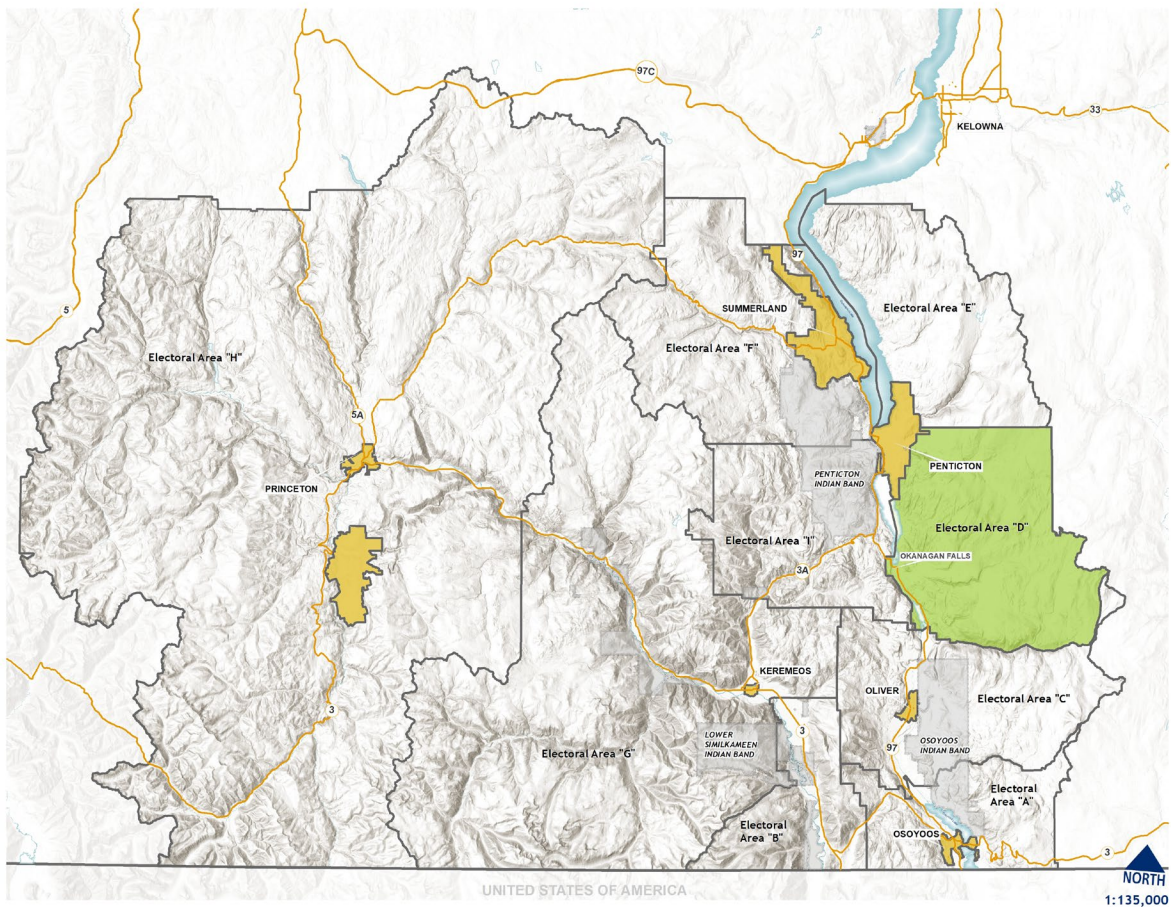 97C
33
KELOWNA
97
5
SUMMERLAND
Electoral Area "E"
Electoral Area "F"
Electoral Area "H"
5A
PENTICTON
PENTICTON
INDIAN BAND
PRINCETON
Electoral Area "D"
Electoral Area "I"
OKANAGAN FALLS
3A
KEREMEOS
OLIVER
Electoral Area "C"
3
3
LOWER
SIMILKAMEEN
INDIAN BAND
OSOYOOS
INDIAN BAND
97
Electoral Area "G"
Electoral
Area "A"
Electoral
Area "B"
OSOYOOS
3
NORTH
UNITED STATES OF AMERICA
1:135,000